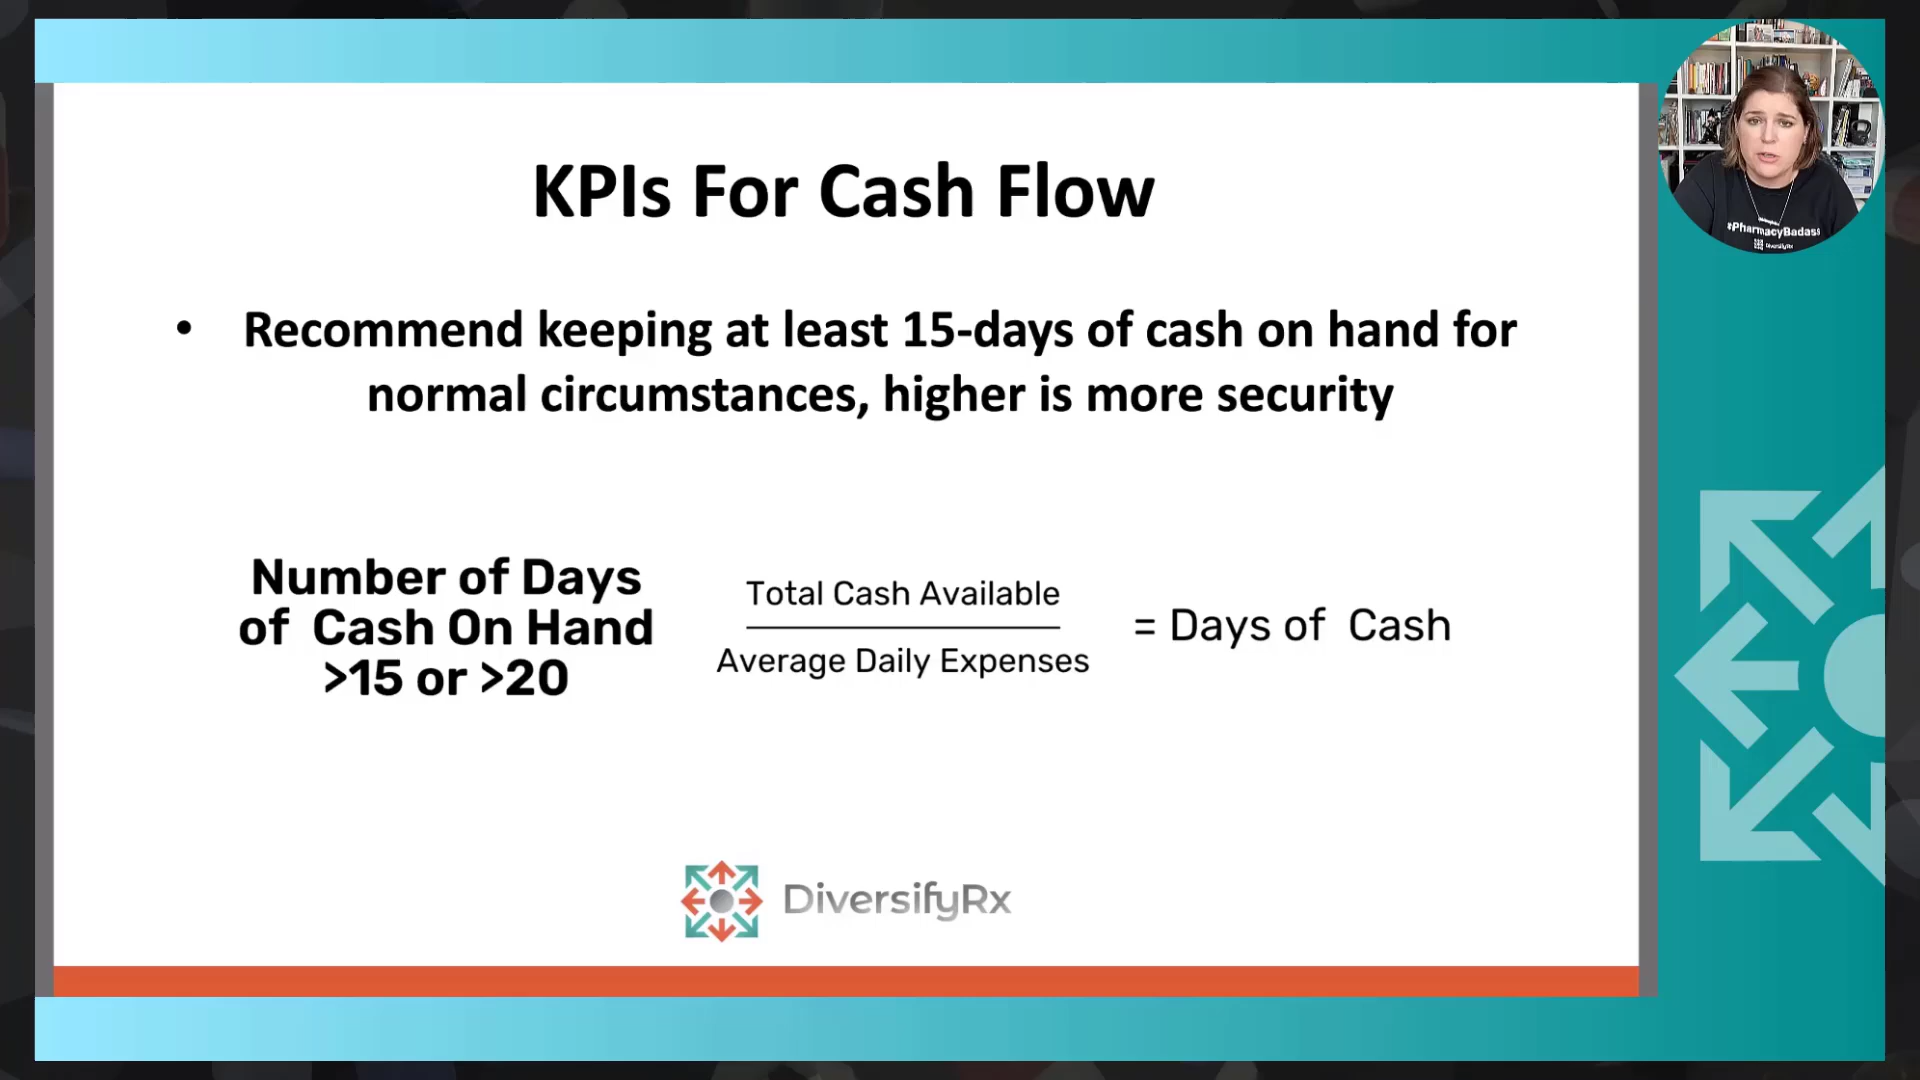 KPIs For Cash Flow
• Recommend keeping at least 15-days of cash on hand for
normal circumstances, higher is more security
Number of Days
of Cash On Hand
>15 or >20
Total Cash Available
Average Daily Expenses
= Days of Cash
DiversifyRx
#PharmacyBadass
DiversifyRx